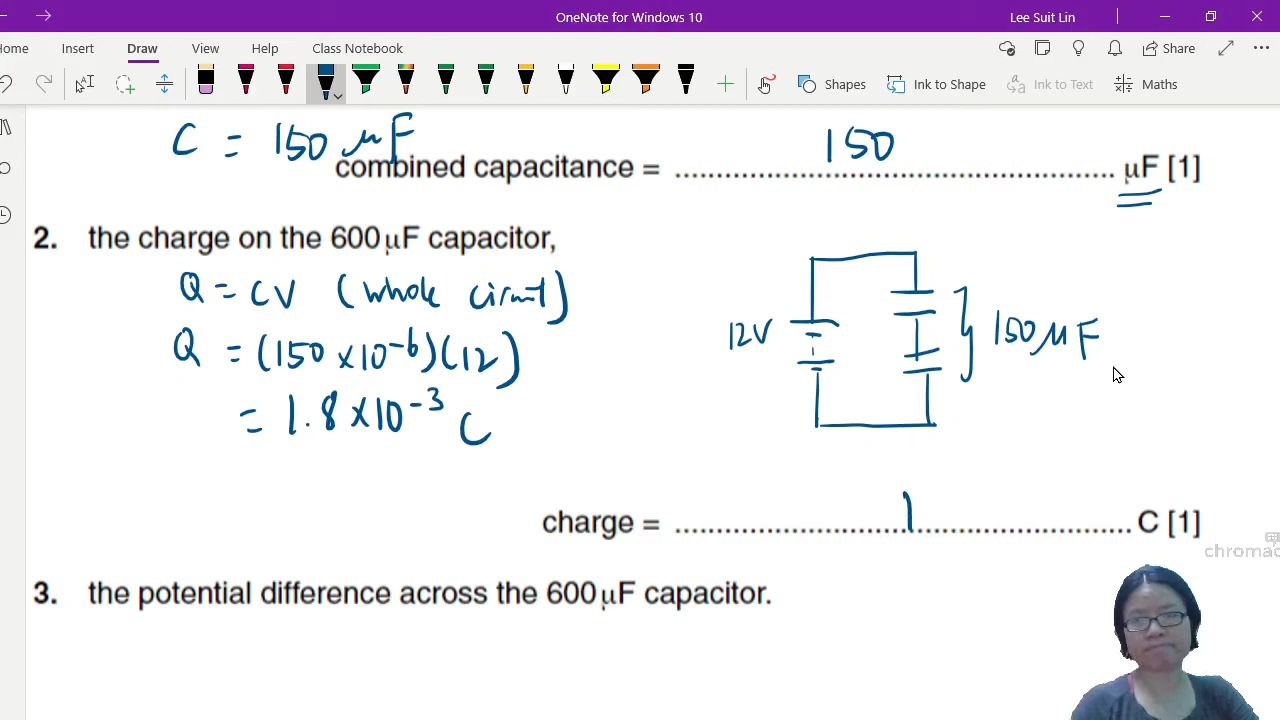 OneNote for Windows 10
Lee Suit Lin
Home Insert Draw View Help Class Notebook Share
Shapes Ink to Shape Ink to Text Maths
C = 150 μF
combined capacitance = 150 μF [1]
2. the charge on the 600 μF capacitor,
Q = CV (whole circuit)
Q = (150 × 10⁻⁶)(12)
= 1.8 × 10⁻³ C
12V
150 μF
charge = 1 C [1]
3. the potential difference across the 600 μF capacitor.